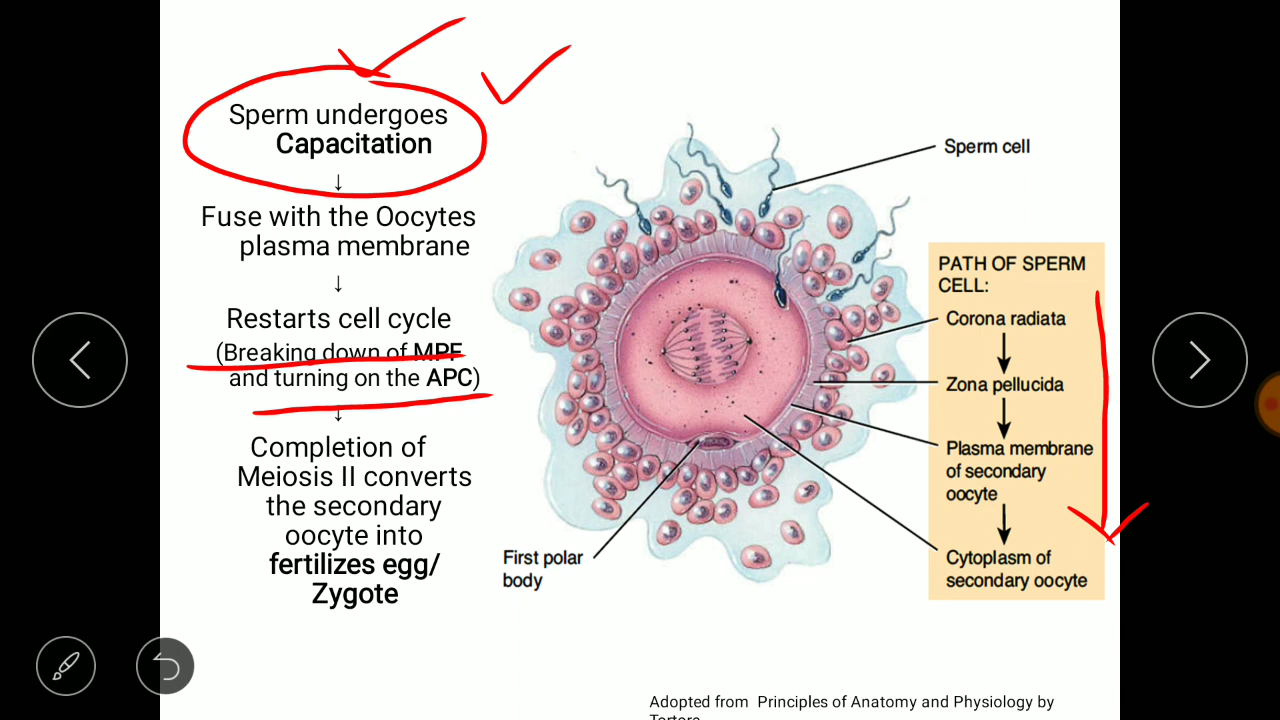 Sperm undergoes
Capacitation
↓
Fuse with the Oocytes
plasma membrane
↓
Restarts cell cycle
(Breaking down of MPF
and turning on the APC)
↓
Completion of
Meiosis II converts
the secondary
oocyte into
fertilizes egg/
Zygote
Sperm cell
PATH OF SPERM
CELL:
Corona radiata
Zona pellucida
Plasma membrane
of secondary
oocyte
Cytoplasm of
secondary oocyte
First polar
body
Adopted from Principles of Anatomy and Physiology by
Tortora